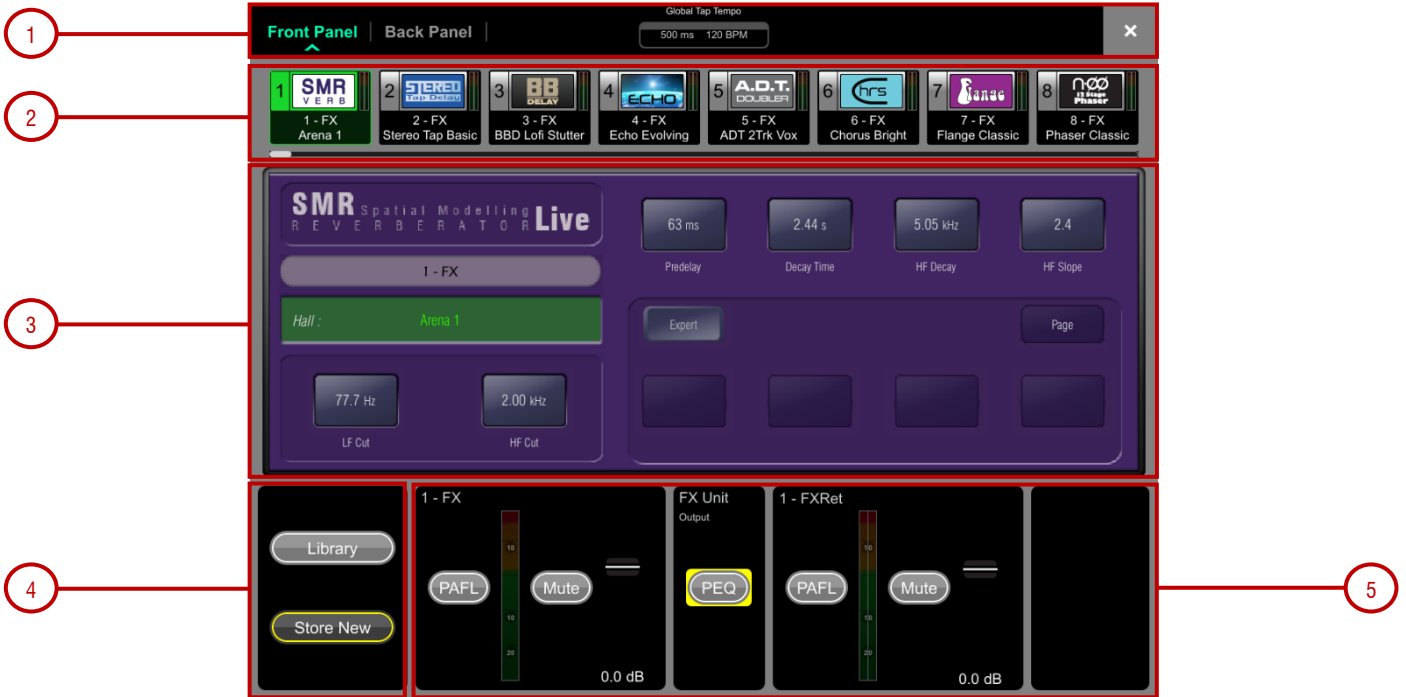 Global Tap Tempo
1
Front Panel
Back Panel
500 ms 120 BPM
×
2
1
SMR
VERB
1 - FX
Arena 1
2
STEREO
Tap Delay
2 - FX
Stereo Tap Basic
3
BB
DELAY
3 - FX
BBD Lofi Stutter
4
ECHO
4 - FX
Echo Evolving
5
A.D.T.
DOUBLER
5 - FX
ADT 2Trk Vox
6
Chrs
6 - FX
Chorus Bright
7
Flange
7 - FX
Flange Classic
8
12 Stage
Phaser
8 - FX
Phaser Classic
3
SMR Spatial Modelling
REVERBERATOR Live
1 - FX
Hall : Arena 1
77.7 Hz
LF Cut
2.00 kHz
HF Cut
63 ms
Predelay
2.44 s
Decay Time
5.05 kHz
HF Decay
2.4
HF Slope
Expert
Page
4
Library
Store New
1 - FX
PAFL
10
10
20
Mute
0.0 dB
FX Unit
Output
PEQ
1 - FXRet
PAFL
10
10
20
Mute
0.0 dB
5